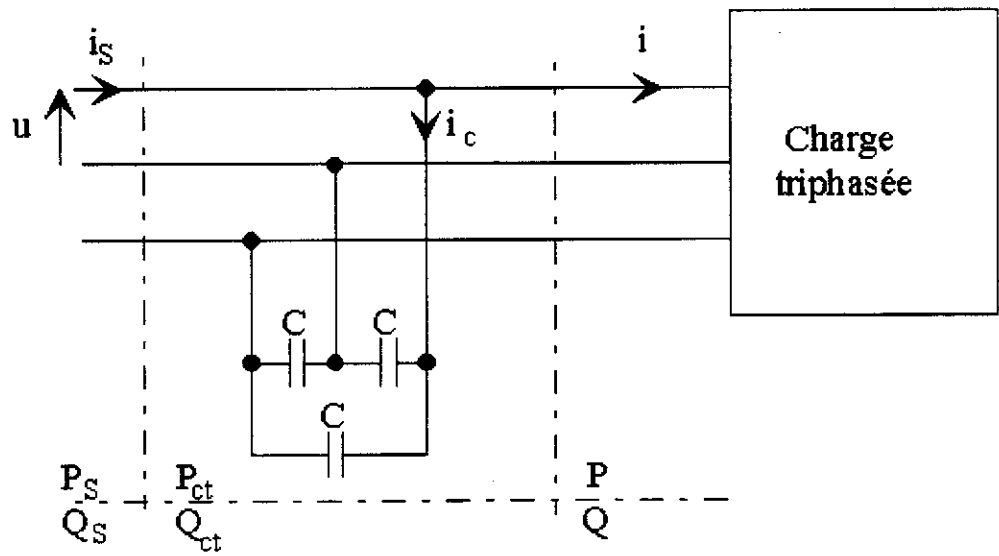 i_S
i
u
i_c
Charge
triphasée
C
C
C
P_S
Q_S
P_ct
Q_ct
P
Q